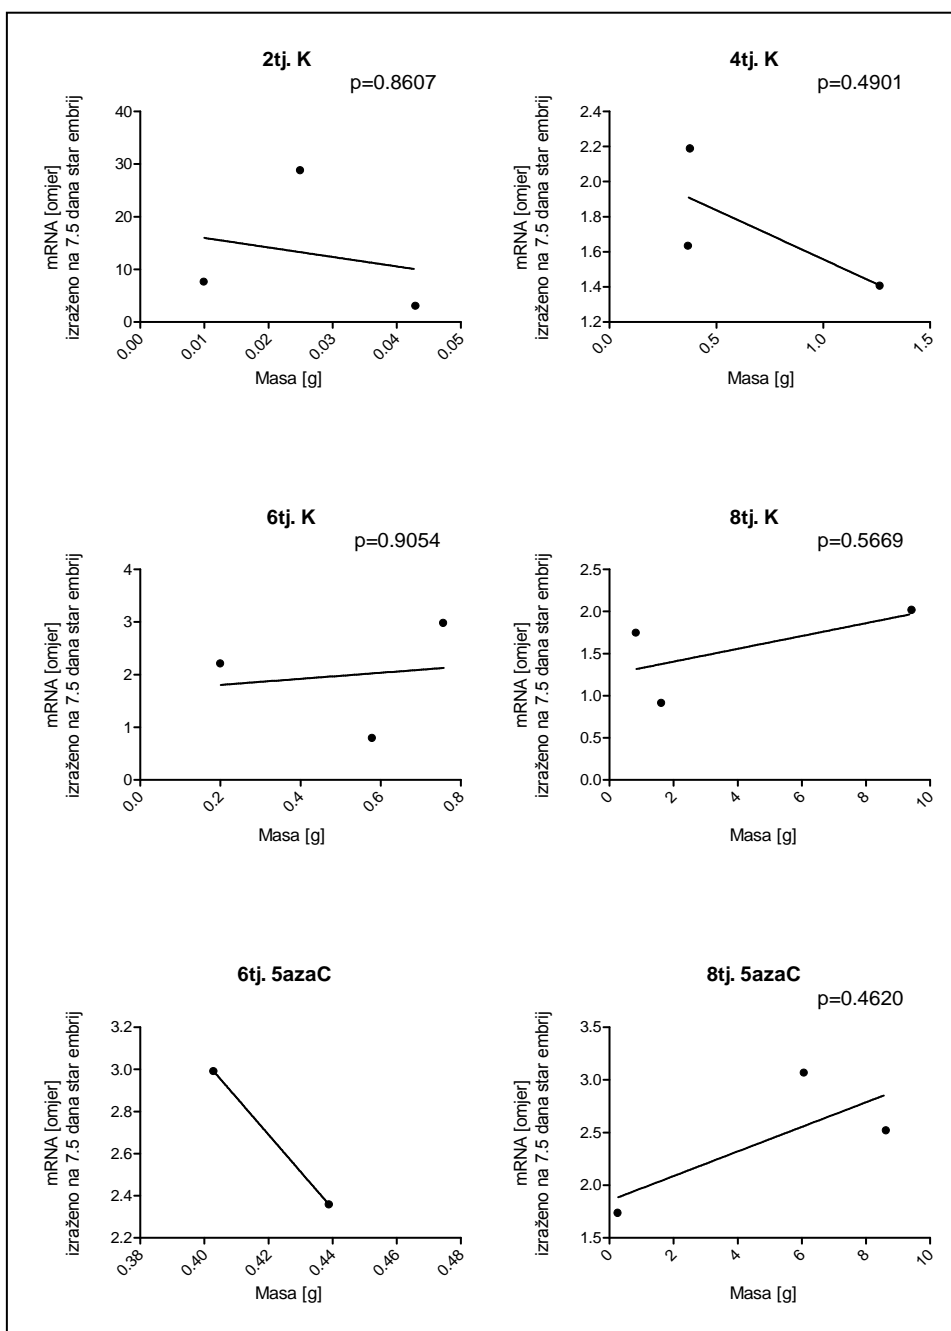 2tj. K
p=0.8607
mRNA [omjer]
izraženo na 7.5 dana star embrij
40
30
20
10
0
0.00 0.01 0.02 0.03 0.04 0.05
Masa [g]
4tj. K
p=0.4901
mRNA [omjer]
izraženo na 7.5 dana star embrij
2.4
2.2
2.0
1.8
1.6
1.4
1.2
0.0 0.5 1.0 1.5
Masa [g]
6tj. K
p=0.9054
mRNA [omjer]
izraženo na 7.5 dana star embrij
4
3
2
1
0
0.0 0.2 0.4 0.6 0.8
Masa [g]
8tj. K
p=0.5669
mRNA [omjer]
izraženo na 7.5 dana star embrij
2.5
2.0
1.5
1.0
0.5
0.0
0 2 4 6 8 10
Masa [g]
6tj. 5azaC
mRNA [omjer]
izraženo na 7.5 dana star embrij
3.2
3.0
2.8
2.6
2.4
2.2
0.38 0.40 0.42 0.44 0.46 0.48
Masa [g]
8tj. 5azaC
p=0.4620
mRNA [omjer]
izraženo na 7.5 dana star embrij
3.5
3.0
2.5
2.0
1.5
0 2 4 6 8 10
Masa [g]